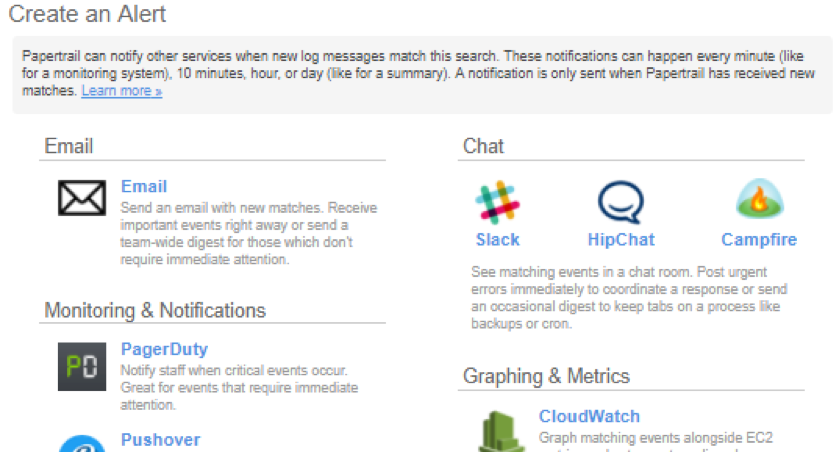 Create an Alert
Papertrail can notify other services when new log messages match this search. These notifications can happen every minute (like
for a monitoring system), 10 minutes, hour, or day (like for a summary). A notification is only sent when Papertrail has received new
matches. Learn more »
Email
Email
Send an email with new matches. Receive
important events right away or send a
team-wide digest for those which don't
require immediate attention.
Monitoring & Notifications
PD
PagerDuty
Notify staff when critical events occur.
Great for events that require immediate
attention.
Pushover
Chat
Slack
HipChat
Campfire
See matching events in a chat room. Post urgent
errors immediately to coordinate a response or send
an occasional digest to keep tabs on a process like
backups or cron.
Graphing & Metrics
CloudWatch
Graph matching events alongside EC2